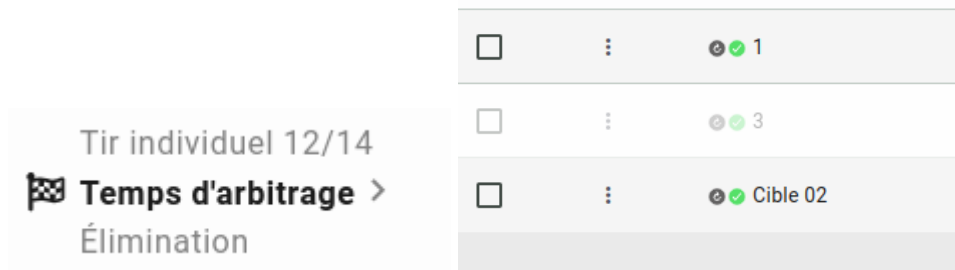 Tir individuel 12/14
Temps d'arbitrage >
Élimination
1
3
Cible 02